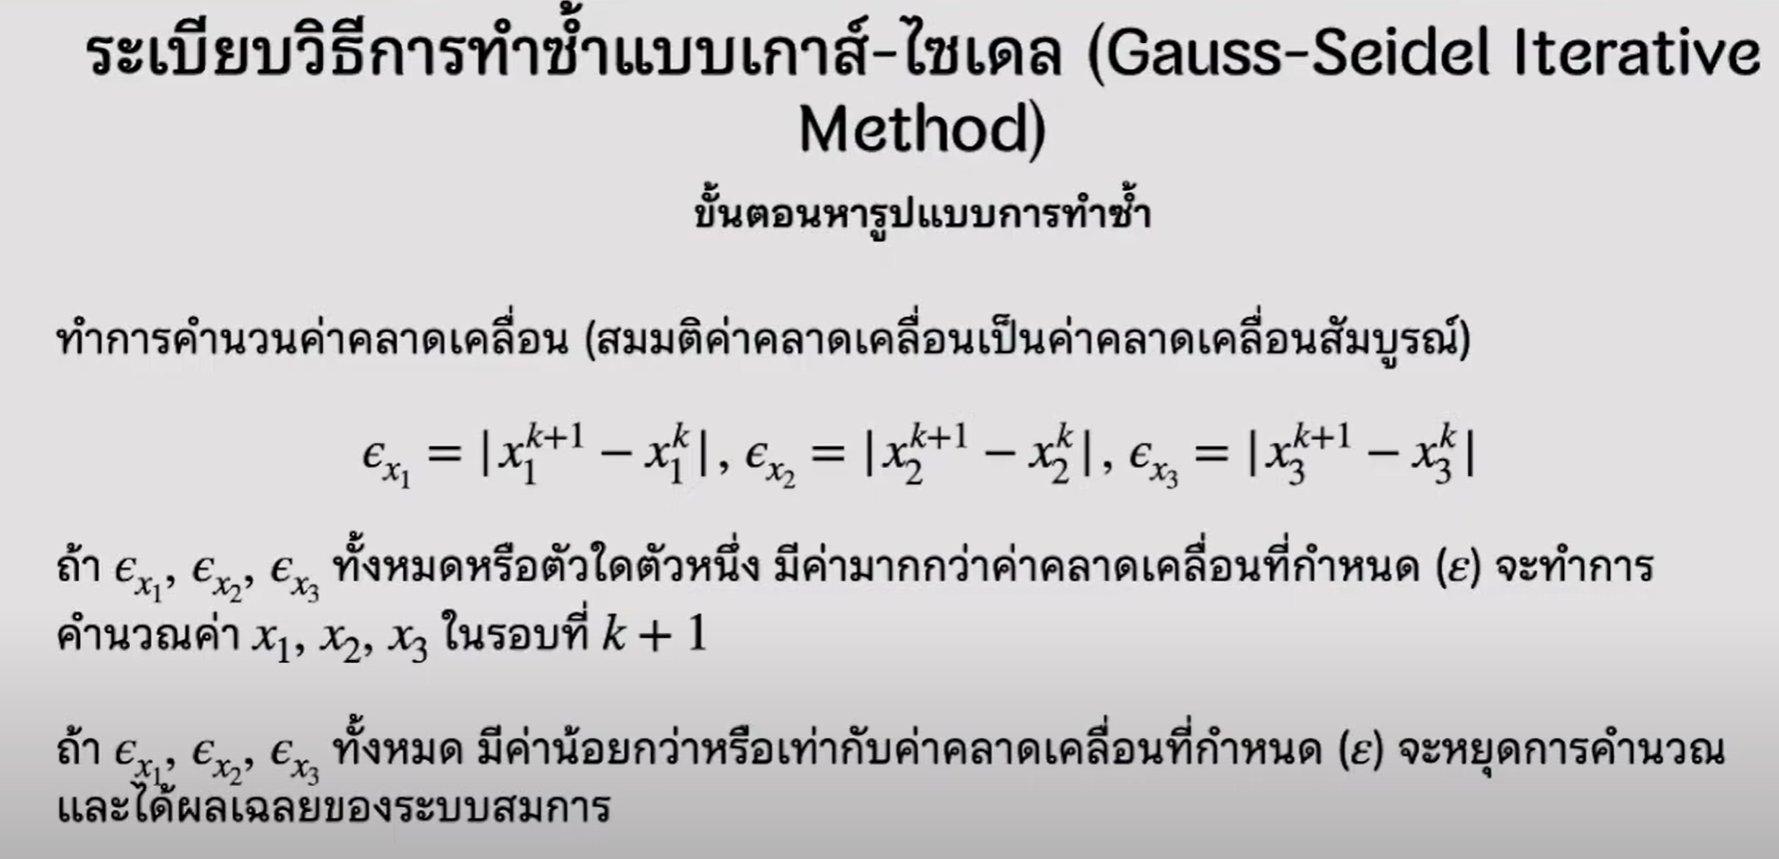 ระเบียบวิธีการทำซ้ำแบบเกาส์-ไซเดล (Gauss-Seidel Iterative
Method)
ขั้นตอนหารูปแบบการทำซ้ำ
ทำการคำนวนค่าคลาดเคลื่อน (สมมติค่าคลาดเคลื่อนเป็นค่าคลาดเคลื่อนสัมบูรณ์)
$\epsilon_{x_1} = |x_1^{k+1} - x_1^k|, \epsilon_{x_2} = |x_2^{k+1} - x_2^k|, \epsilon_{x_3} = |x_3^{k+1} - x_3^k|$
ถ้า $\epsilon_{x_1}, \epsilon_{x_2}, \epsilon_{x_3}$ ทั้งหมดหรือตัวใดตัวหนึ่ง มีค่ามากกว่าค่าคลาดเคลื่อนที่กำหนด ($\varepsilon$) จะทำการ
คำนวณค่า $x_1, x_2, x_3$ ในรอบที่ $k + 1$
ถ้า $\epsilon_{x_1}, \epsilon_{x_2}, \epsilon_{x_3}$ ทั้งหมด มีค่าน้อยกว่าหรือเท่ากับค่าคลาดเคลื่อนที่กำหนด ($\varepsilon$) จะหยุดการคำนวณ
และได้ผลเฉลยของระบบสมการ